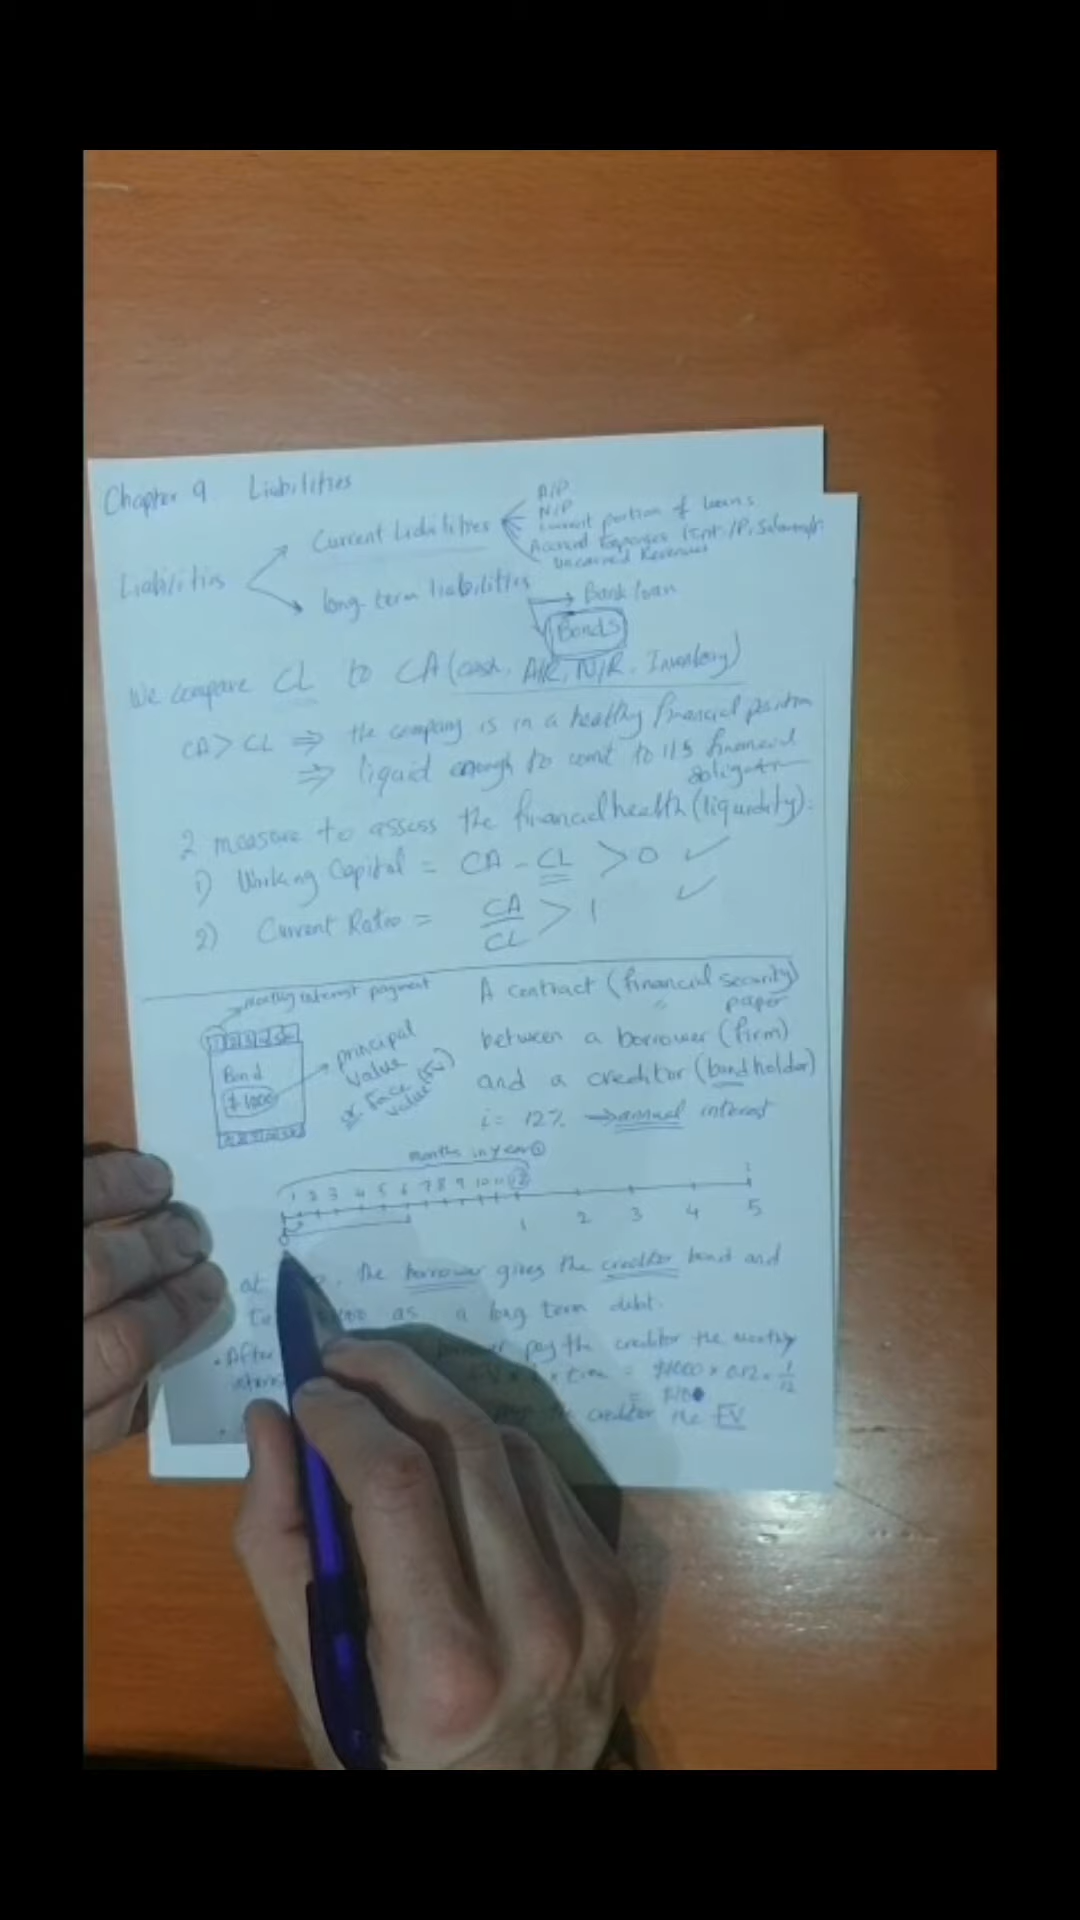 Chapter 9 Liabilities
A/P
N/P
Current portion of loans
Accrued Expenses
Unearned Revenues
Liabilities
Current Liabilities
long-term liabilities
Bank loan
Bonds
We compare CL to CA (cash, A/R, N/R, Inventory)
CA > CL ⇒ the company is in a healthy financial position
⇒ liquid enough to to its financial
2 measure to assess the financial health (liquidity):
1) Working Capital = CA - CL > 0 ✓
2) Current Ratio = CA / CL > 1 ✓
monthly interest payment
Bond
$1000
principal
value
or Face
value (FV)
A contract (financial security)
paper
between a borrower (firm)
and a creditor (bondholder)
i = 12% → annual interest
months in year 1
1 2 3 4 5 6 7 8 9 10 11 12
0 1 2 3 4 5
at the borrower gives the creditor bond and
as a long term debt.
• After pay the creditor the monthly
time = $1000 x 0.12 x 1/12
the creditor the FV